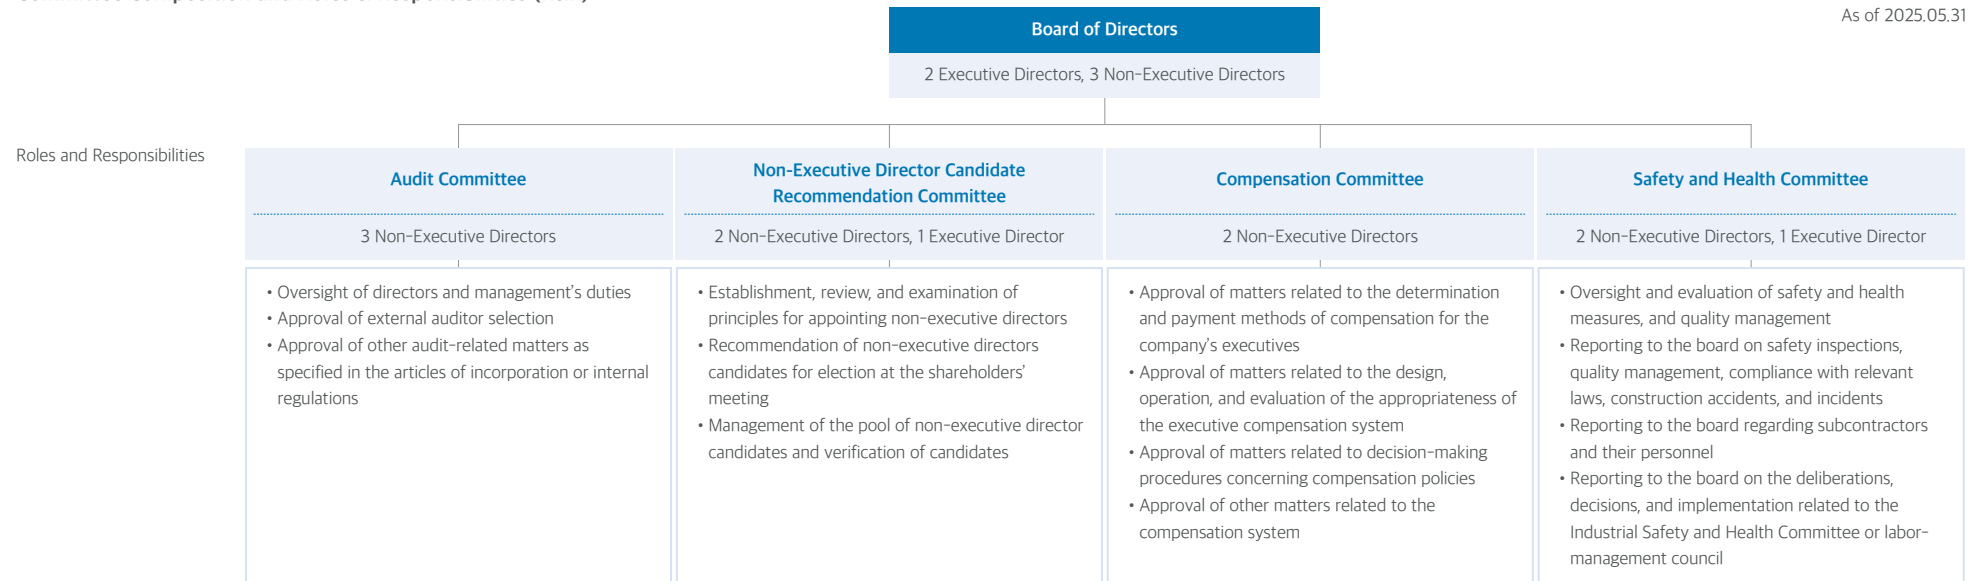 As of 2025.05.31
Board of Directors
2 Executive Directors, 3 Non-Executive Directors
Roles and Responsibilities
Audit Committee
3 Non-Executive Directors
• Oversight of directors and management's duties
• Approval of external auditor selection
• Approval of other audit-related matters as
specified in the articles of incorporation or internal
regulations
Non-Executive Director Candidate
Recommendation Committee
2 Non-Executive Directors, 1 Executive Director
• Establishment, review, and examination of
principles for appointing non-executive directors
• Recommendation of non-executive directors
candidates for election at the shareholders'
meeting
• Management of the pool of non-executive director
candidates and verification of candidates
Compensation Committee
2 Non-Executive Directors
• Approval of matters related to the determination
and payment methods of compensation for the
company's executives
• Approval of matters related to the design,
operation, and evaluation of the appropriateness of
the executive compensation system
• Approval of matters related to decision-making
procedures concerning compensation policies
• Approval of other matters related to the
compensation system
Safety and Health Committee
2 Non-Executive Directors, 1 Executive Director
• Oversight and evaluation of safety and health
measures, and quality management
• Reporting to the board on safety inspections,
quality management, compliance with relevant
laws, construction accidents, and incidents
• Reporting to the board regarding subcontractors
and their personnel
• Reporting to the board on the deliberations,
decisions, and implementation related to the
Industrial Safety and Health Committee or labor-
management council